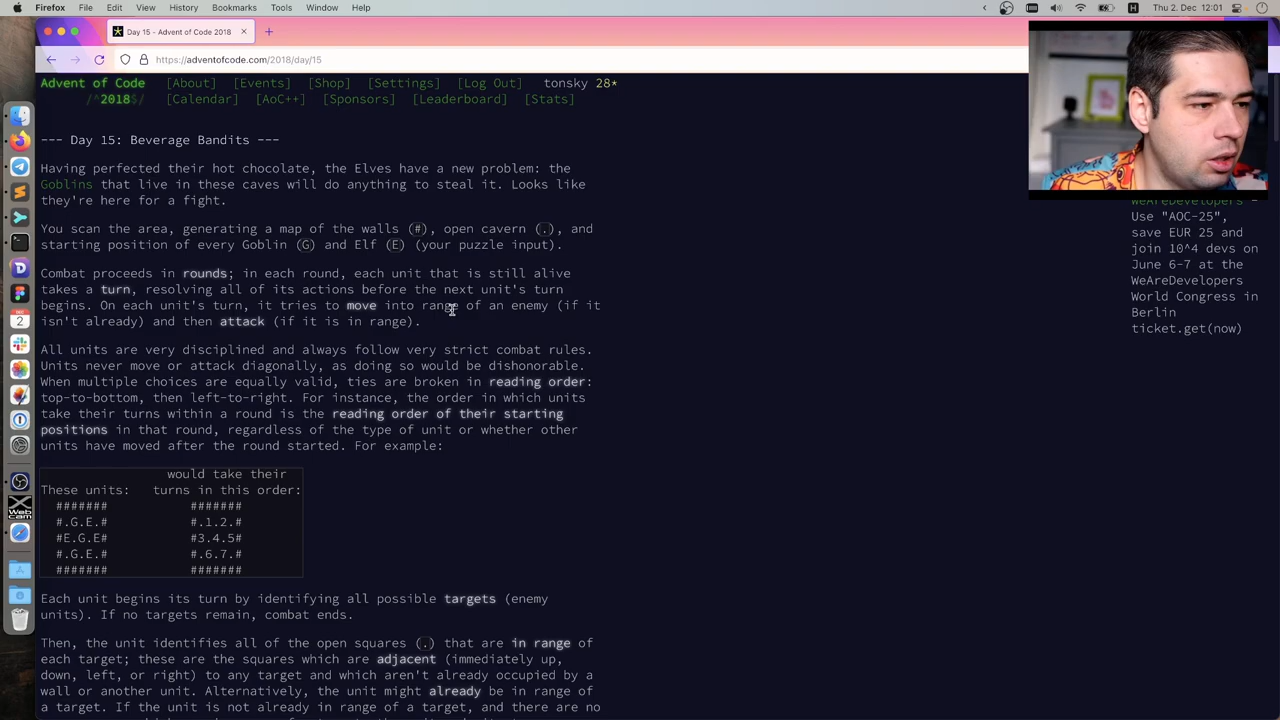 Firefox File Edit View History Bookmarks Tools Window Help
Thu 2. Dec 12:01
Day 15 - Advent of Code 2018
https://adventofcode.com/2018/day/15
Advent of Code [About] [Events] [Shop] [Settings] [Log Out] tonsky 28*
/^2018$/ [Calendar] [AoC++] [Sponsors] [Leaderboard] [Stats]
--- Day 15: Beverage Bandits ---
Having perfected their hot chocolate, the Elves have a new problem: the
Goblins that live in these caves will do anything to steal it. Looks like
they're here for a fight.
You scan the area, generating a map of the walls (#), open cavern (.), and
starting position of every Goblin (G) and Elf (E) (your puzzle input).
Combat proceeds in rounds; in each round, each unit that is still alive
takes a turn, resolving all of its actions before the next unit's turn
begins. On each unit's turn, it tries to move into range of an enemy (if it
isn't already) and then attack (if it is in range).
All units are very disciplined and always follow very strict combat rules.
Units never move or attack diagonally, as doing so would be dishonorable.
When multiple choices are equally valid, ties are broken in reading order:
top-to-bottom, then left-to-right. For instance, the order in which units
take their turns within a round is the reading order of their starting
positions in that round, regardless of the type of unit or whether other
units have moved after the round started. For example:
would take their
These units: turns in this order:
####### #######
#.G.E.# #.1.2.#
#E.G.E# #3.4.5#
#.G.E.# #.6.7.#
####### #######
Each unit begins its turn by identifying all possible targets (enemy
units). If no targets remain, combat ends.
Then, the unit identifies all of the open squares (.) that are in range of
each target; these are the squares which are adjacent (immediately up,
down, left, or right) to any target and which aren't already occupied by a
wall or another unit. Alternatively, the unit might already be in range of
a target. If the unit is not already in range of a target, and there are no
WeAreDevelopers -
Use "AOC-25",
save EUR 25 and
join 10^4 devs on
June 6-7 at the
WeAreDevelopers
World Congress in
Berlin
ticket.get(now)